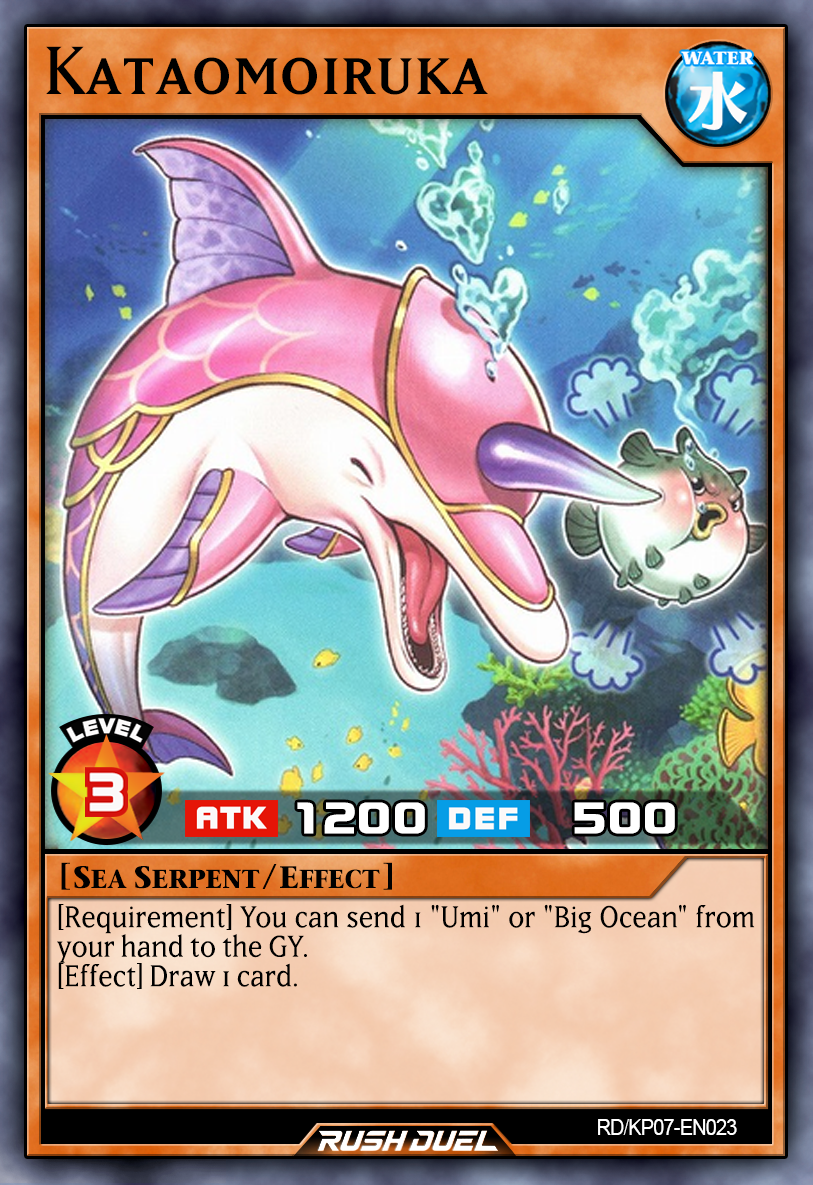 Kataomoiruka
WATER
水
LEVEL
3
ATK 1200 DEF 500
[Sea Serpent/Effect]
[Requirement] You can send 1 "Umi" or "Big Ocean" from
your hand to the GY.
[Effect] Draw 1 card.
RD/KP07-EN023
RUSH DUEL